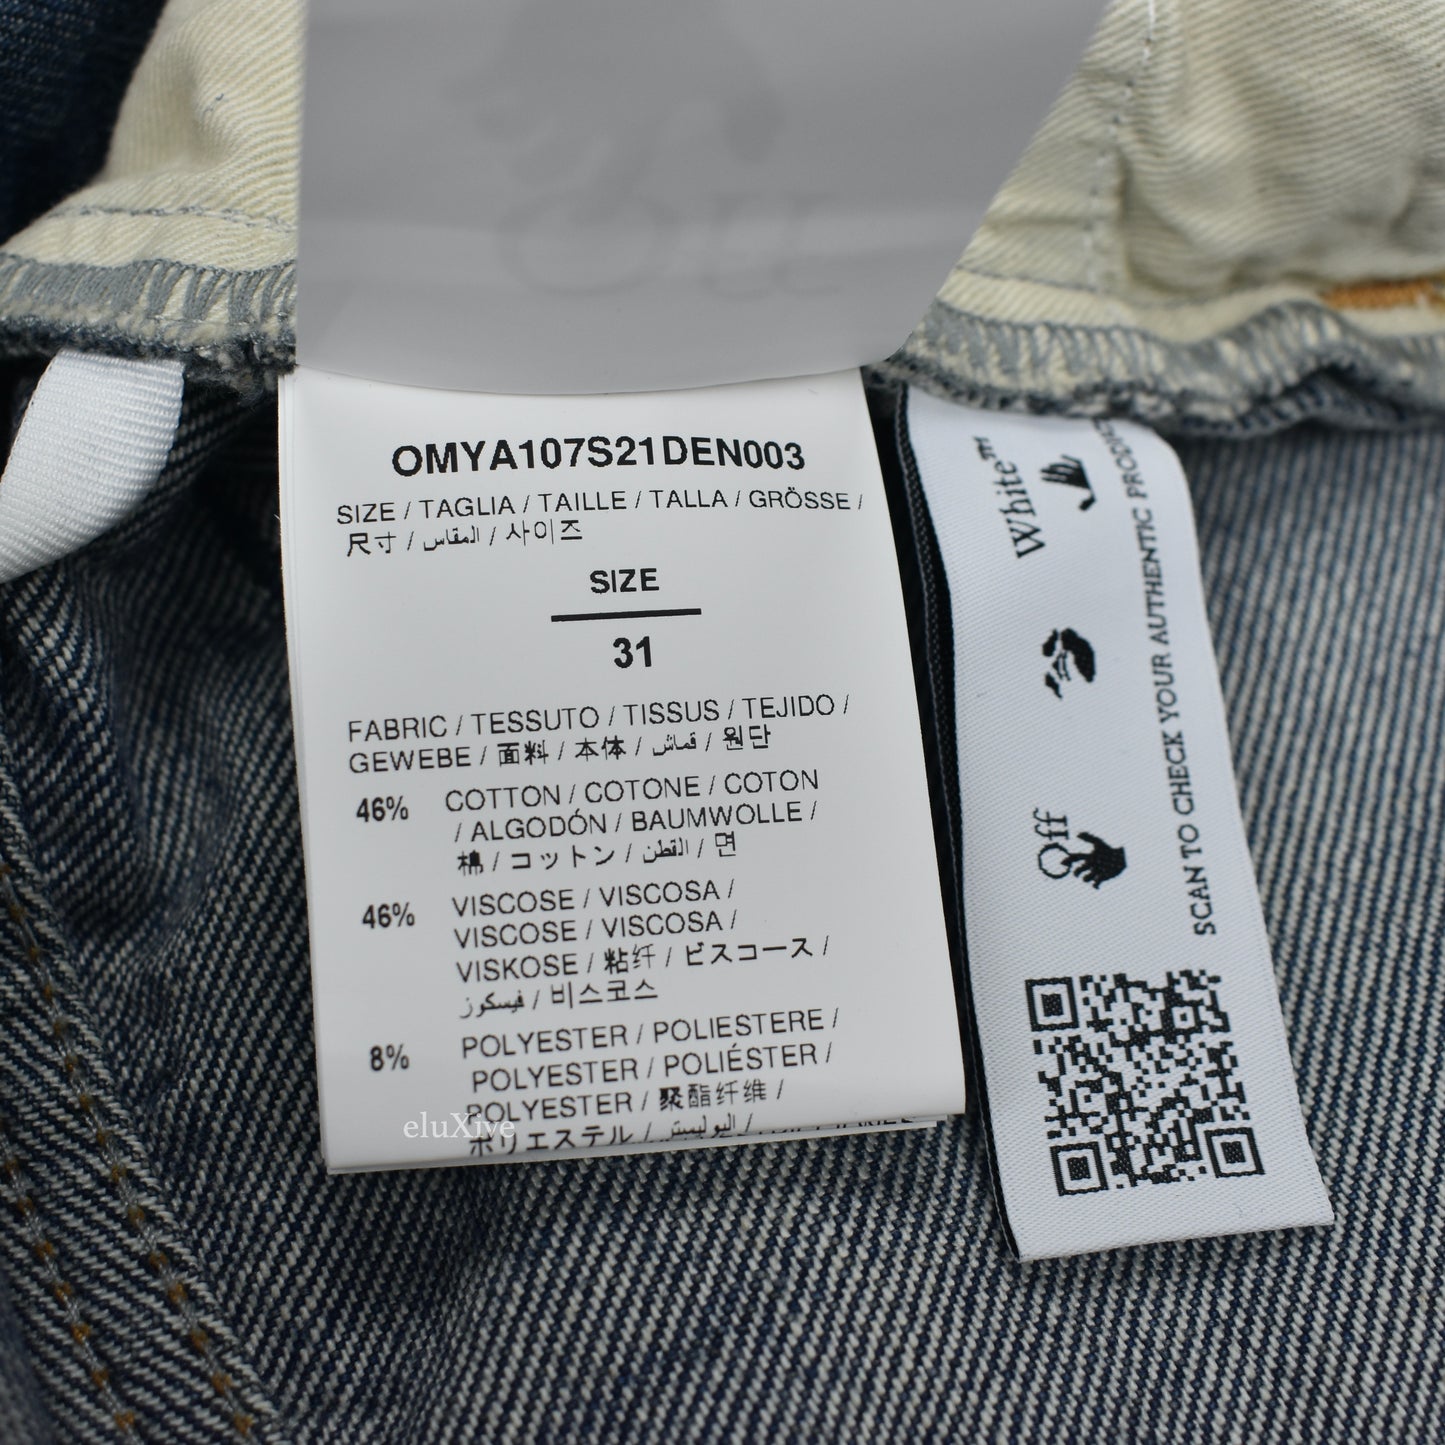 OMYA107S21DEN003
SIZE / TAGLIA / TAILLE / TALLA / GRÖSSE /
尺寸 / المقاس / 사이즈
SIZE
31
FABRIC / TESSUTO / TISSUS / TEJIDO /
GEWEBE / 面料 / 本体 / قماش / 원단
46% COTTON / COTONE / COTON
/ ALGODÓN / BAUMWOLLE /
棉 / コットン / القطن / 면
46% VISCOSE / VISCOSA /
VISCOSE / VISCOSA /
VISKOSE / 粘纤 / ビスコース /
فيسكوز / 비스코스
8% POLYESTER / POLIESTERE /
POLYESTER / POLIÉSTER /
POLYESTER / 聚酯纤维 /
ポリエステル / البوليستر /
eluXive
Off
White™
SCAN TO CHECK YOUR AUTHENTIC
Off